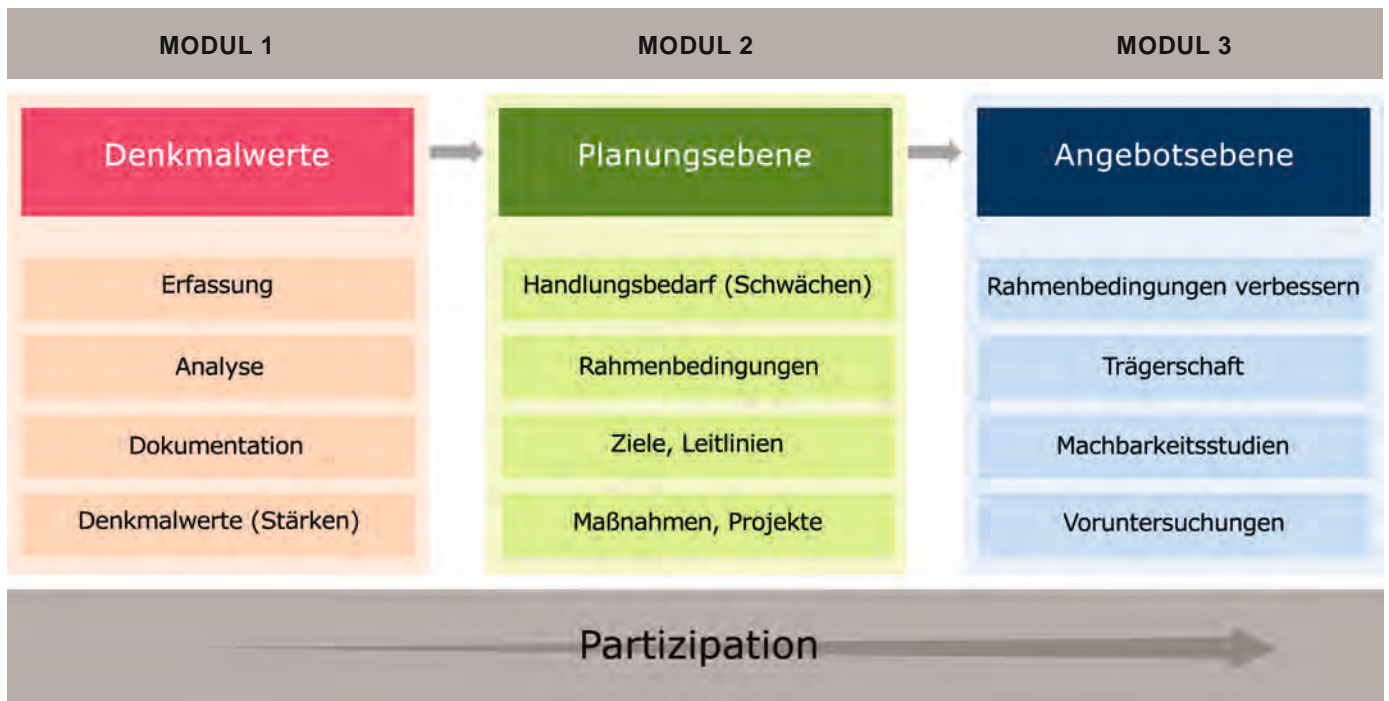 MODUL 1
MODUL 2
MODUL 3
Denkmalwerte
Planungsebene
Angebotsebene
Erfassung
Analyse
Dokumentation
Denkmalwerte (Stärken)
Handlungsbedarf (Schwächen)
Rahmenbedingungen
Ziele, Leitlinien
Maßnahmen, Projekte
Rahmenbedingungen verbessern
Trägerschaft
Machbarkeitsstudien
Voruntersuchungen
Partizipation